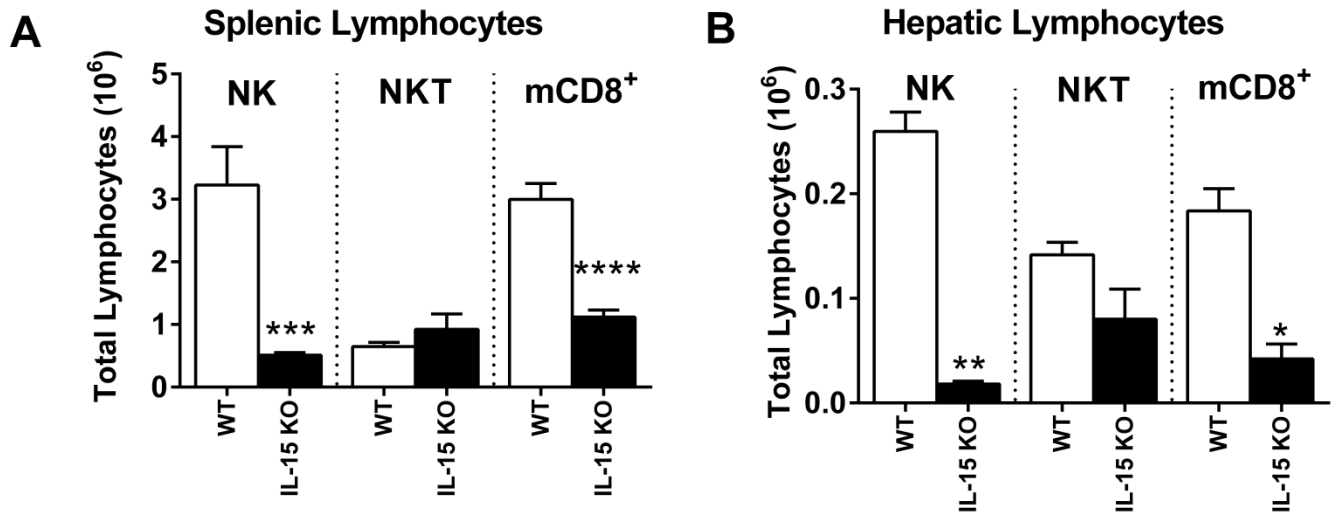 A
Splenic Lymphocytes
Total Lymphocytes (10⁶)
5
4
3
2
1
0
NK
NKT
mCD8⁺
***
****
WT
IL-15 KO
WT
IL-15 KO
WT
IL-15 KO
B
Hepatic Lymphocytes
Total Lymphocytes (10⁶)
0.3
0.2
0.1
0.0
NK
NKT
mCD8⁺
**
*
WT
IL-15 KO
WT
IL-15 KO
WT
IL-15 KO